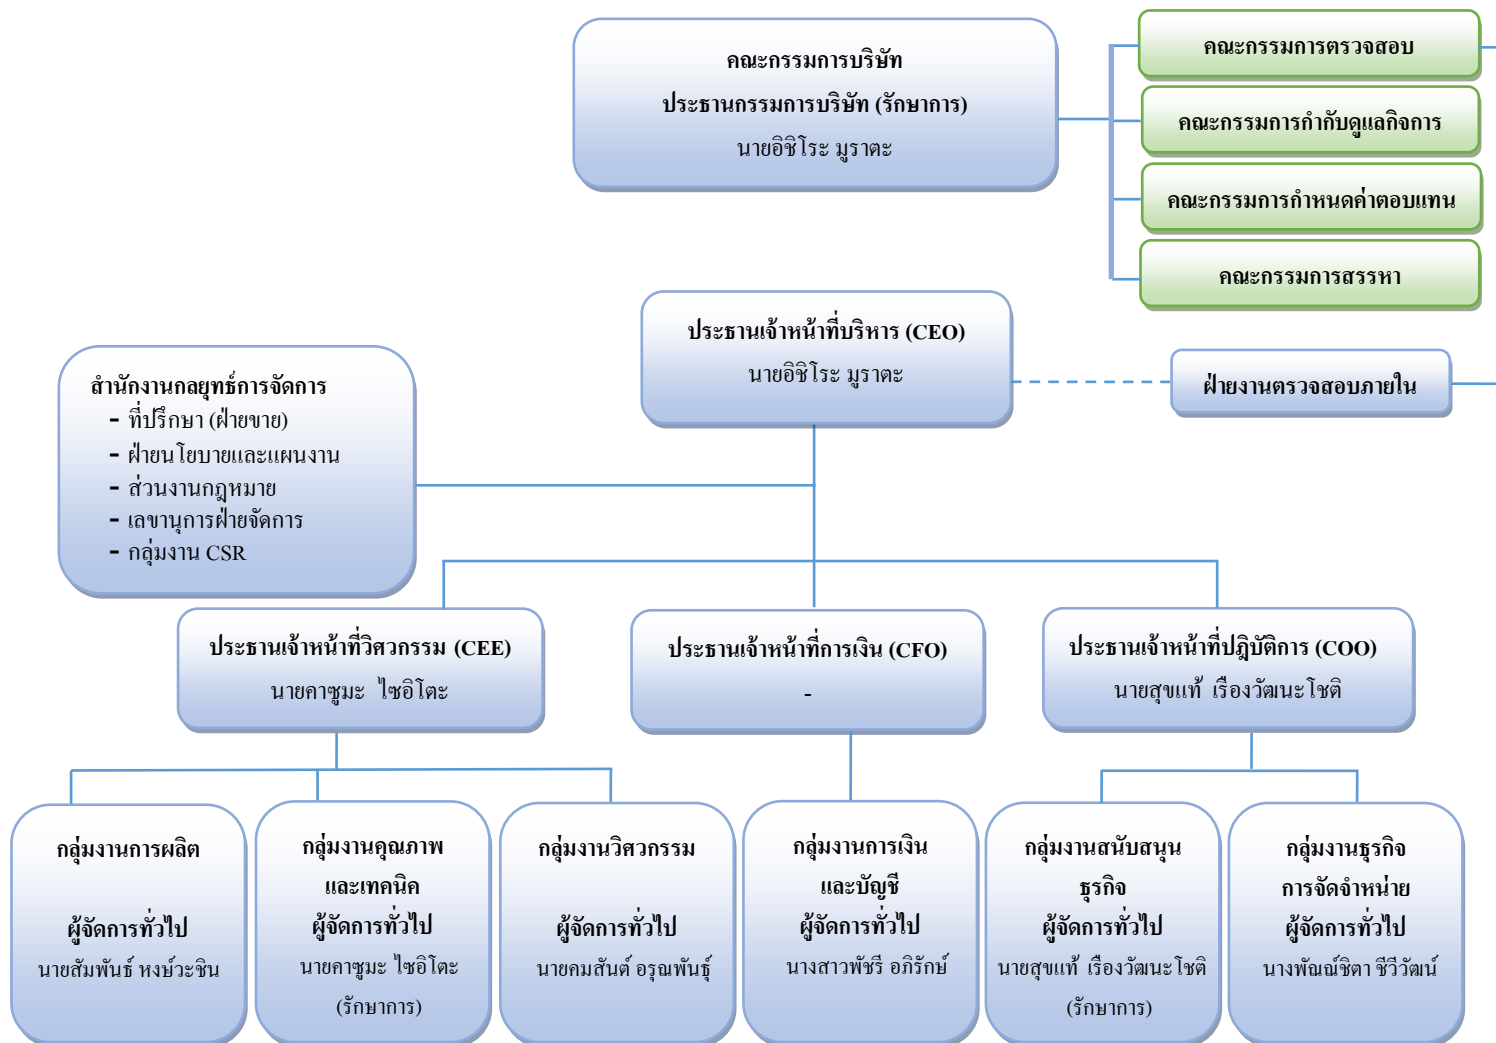 คณะกรรมการบริษัท
ประธานกรรมการบริษัท (รักษาการ)
นายอิชิโระ มูราตะ
คณะกรรมการตรวจสอบ
คณะกรรมการกำกับดูแลกิจการ
คณะกรรมการกำหนดค่าตอบแทน
คณะกรรมการสรรหา
ประธานเจ้าหน้าที่บริหาร (CEO)
นายอิชิโระ มูราตะ
ฝ่ายงานตรวจสอบภายใน
สำนักงานกลยุทธ์การจัดการ
- ที่ปรึกษา (ฝ่ายขาย)
- ฝ่ายนโยบายและแผนงาน
- ส่วนงานกฎหมาย
- เลขานุการฝ่ายจัดการ
- กลุ่มงาน CSR
ประธานเจ้าหน้าที่วิศวกรรม (CEE)
นายคาซูมะ ไซอิโตะ
ประธานเจ้าหน้าที่การเงิน (CFO)
-
ประธานเจ้าหน้าที่ปฎิบัติการ (COO)
นายสุขแท้ เรืองวัฒนะโชติ
กลุ่มงานการผลิต
ผู้จัดการทั่วไป
นายสัมพันธ์ หงษ์วะชิน
กลุ่มงานคุณภาพ
และเทคนิค
ผู้จัดการทั่วไป
นายคาซูมะ ไซอิโตะ
(รักษาการ)
กลุ่มงานวิศวกรรม
ผู้จัดการทั่วไป
นายคมสันต์ อรุณพันธุ์
กลุ่มงานการเงิน
และบัญชี
ผู้จัดการทั่วไป
นางสาวพัชรี อภิรักษ์
กลุ่มงานสนับสนุน
ธุรกิจ
ผู้จัดการทั่วไป
นายสุขแท้ เรืองวัฒนะโชติ
(รักษาการ)
กลุ่มงานธุรกิจ
การจัดจำหน่าย
ผู้จัดการทั่วไป
นางพัณณ์ชิตา ชีวีวัฒน์